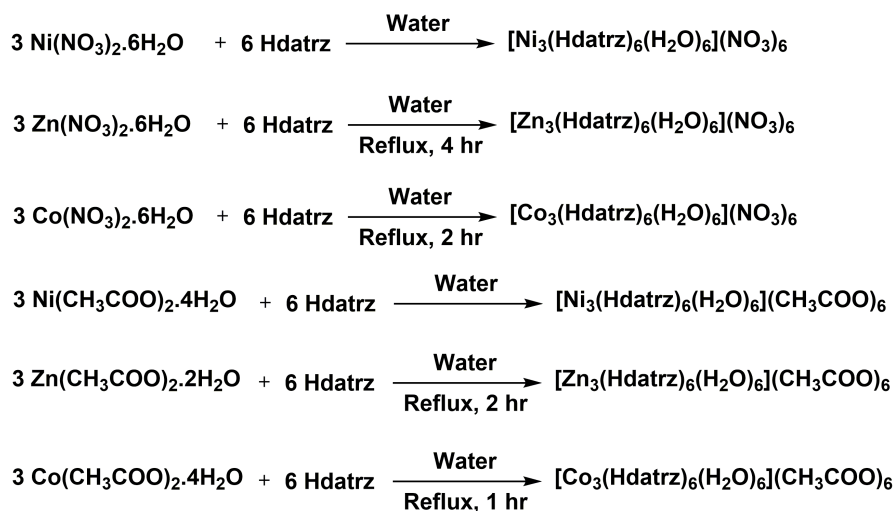 Water
3 Ni(NO₃)₂.6H₂O + 6 Hdatrz [Ni₃(Hdatrz)₆(H₂O)₆](NO₃)₆
Water
3 Zn(NO₃)₂.6H₂O + 6 Hdatrz [Zn₃(Hdatrz)₆(H₂O)₆](NO₃)₆
Reflux, 4 hr
Water
3 Co(NO₃)₂.6H₂O + 6 Hdatrz [Co₃(Hdatrz)₆(H₂O)₆](NO₃)₆
Reflux, 2 hr
Water
3 Ni(CH₃COO)₂.4H₂O + 6 Hdatrz [Ni₃(Hdatrz)₆(H₂O)₆](CH₃COO)₆
Water
3 Zn(CH₃COO)₂.2H₂O + 6 Hdatrz [Zn₃(Hdatrz)₆(H₂O)₆](CH₃COO)₆
Reflux, 2 hr
Water
3 Co(CH₃COO)₂.4H₂O + 6 Hdatrz [Co₃(Hdatrz)₆(H₂O)₆](CH₃COO)₆
Reflux, 1 hr